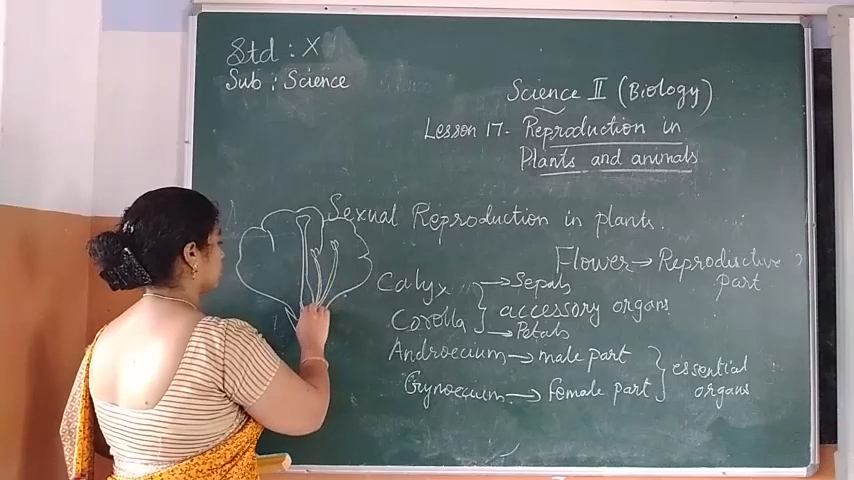 Std : X
Sub : Science
Science II (Biology)
Lesson 17. Reproduction in
Plants and animals
Sexual Reproduction in plants.
Flower → Reproductive
part
Calyx → Sepals
accessory organs
Corolla → Petals
Androecium → male part
essential
Gynoecium → female part
organs